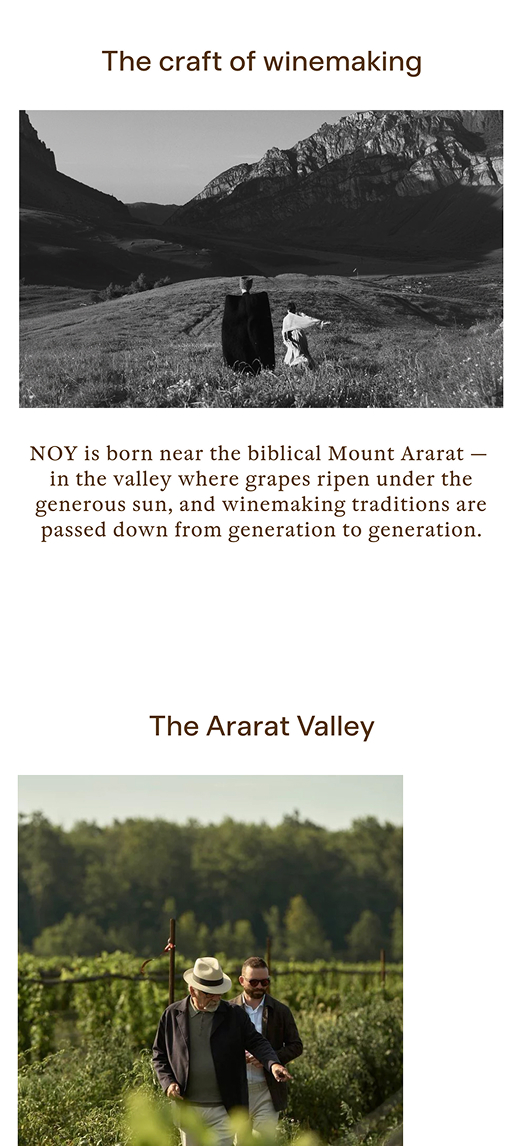 The craft of winemaking
NOY is born near the biblical Mount Ararat —
in the valley where grapes ripen under the
generous sun, and winemaking traditions are
passed down from generation to generation.
The Ararat Valley